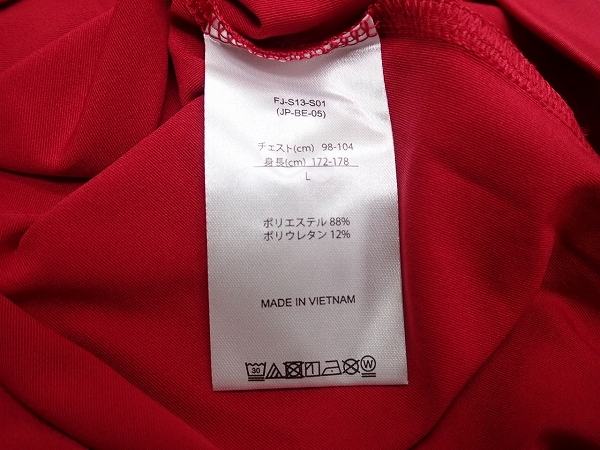 FJ-S13-S01
(JP-BE-05)
チェスト(cm) 98-104
身長(cm) 172-178
L
ポリエステル 88%
ポリウレタン 12%
MADE IN VIETNAM
30 W